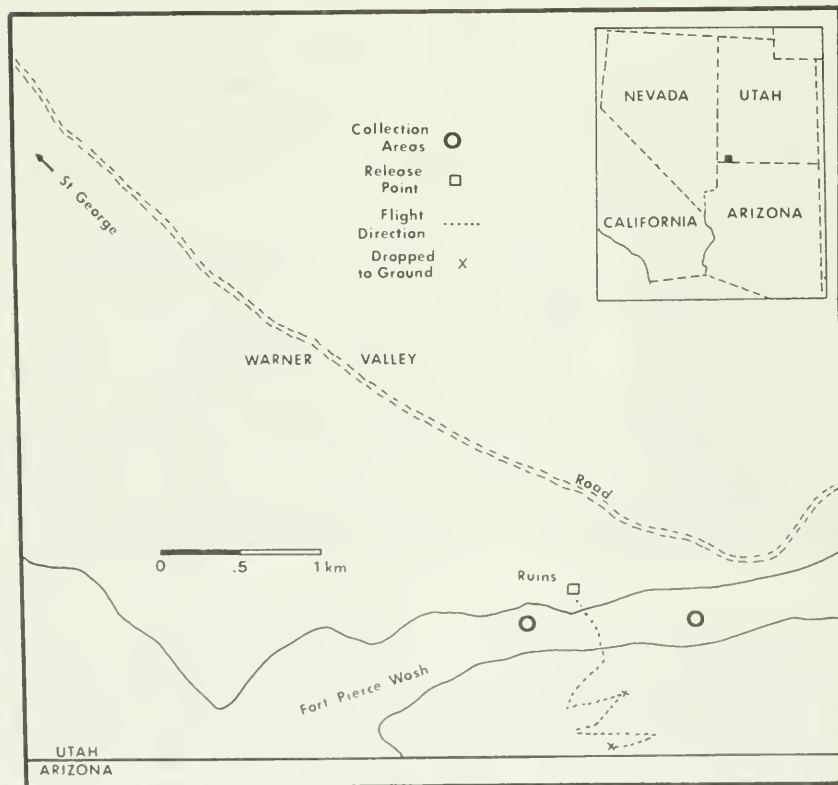 NEVADA
UTAH
CALIFORNIA
ARIZONA
Collection
Areas
Release
Point
Flight
Direction
Dropped
to Ground
X
St George
WARNER VALLEY
Road
0 .5 1 km
Ruins
x
Fort Pierce Wash
x
UTAH
ARIZONA